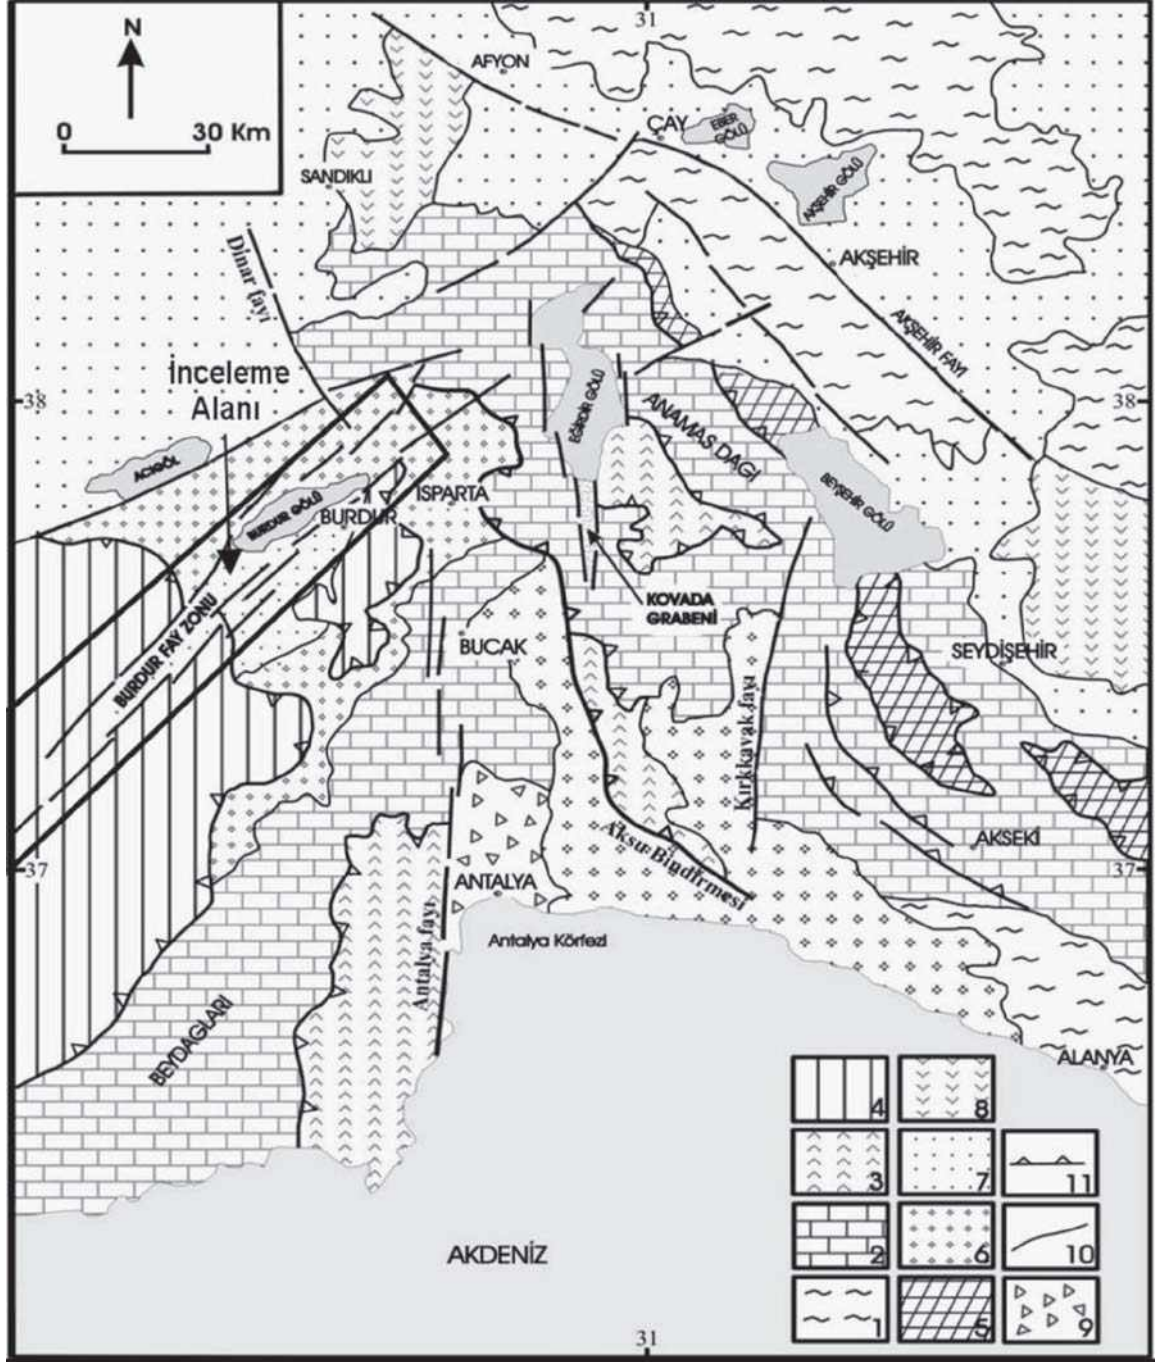 31
N
0 30 Km
AFYON
ÇAY
EBER
GÖLÜ
AKŞEHİR GÖLÜ
SANDIKLI
AKŞEHİR
Dinar fayı
AKŞEHİR FAYI
İnceleme
Alanı
38
38
EĞİRDİR GÖLÜ
ANAMAS DAGI
ACIGÖL
BURDUR GÖLÜ
BURDUR
ISPARTA
BEYŞEHİR GÖLÜ
KOVADA
GRABENİ
BURDUR FAY ZONU
BUCAK
SEYDİŞEHİR
Kırkkavak fayı
Aksu Bindirmesi
AKSEKİ
37
37
ANTALYA
Antalya fayı
Antalya Körfezi
BEYDAGLARI
ALANYA
4 8
3 7 11
2 6 10
1 5 9
AKDENİZ
31